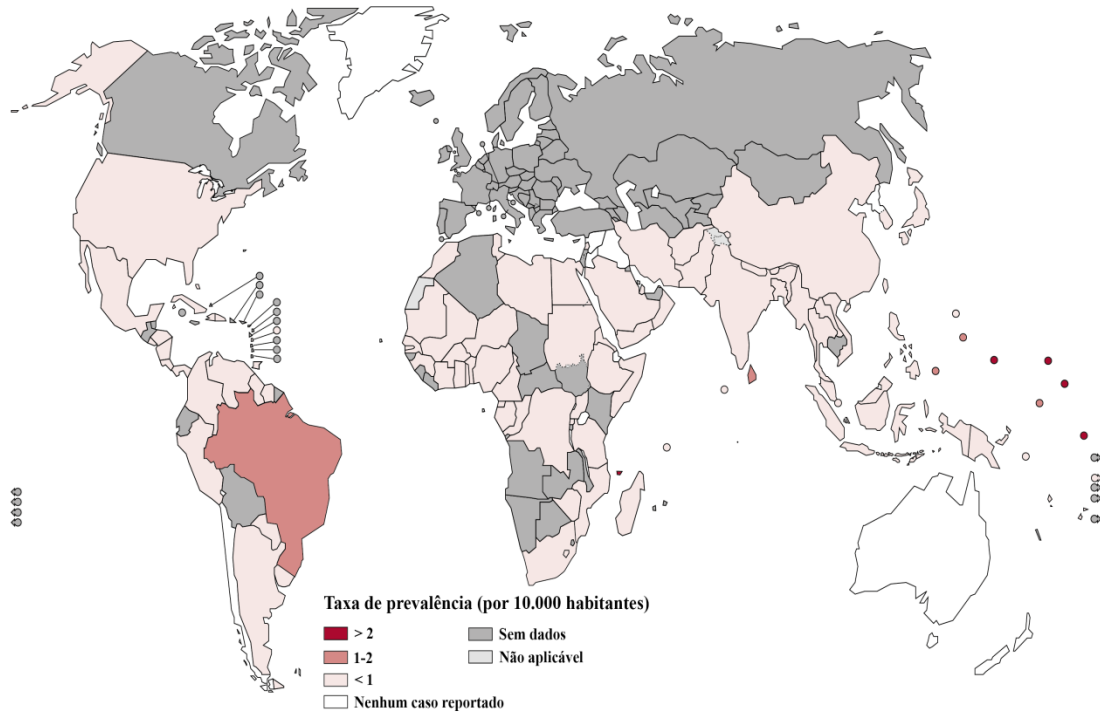 Taxa de prevalência (por 10.000 habitantes)
> 2
1-2
< 1
Nenhum caso reportado
Sem dados
Não aplicável